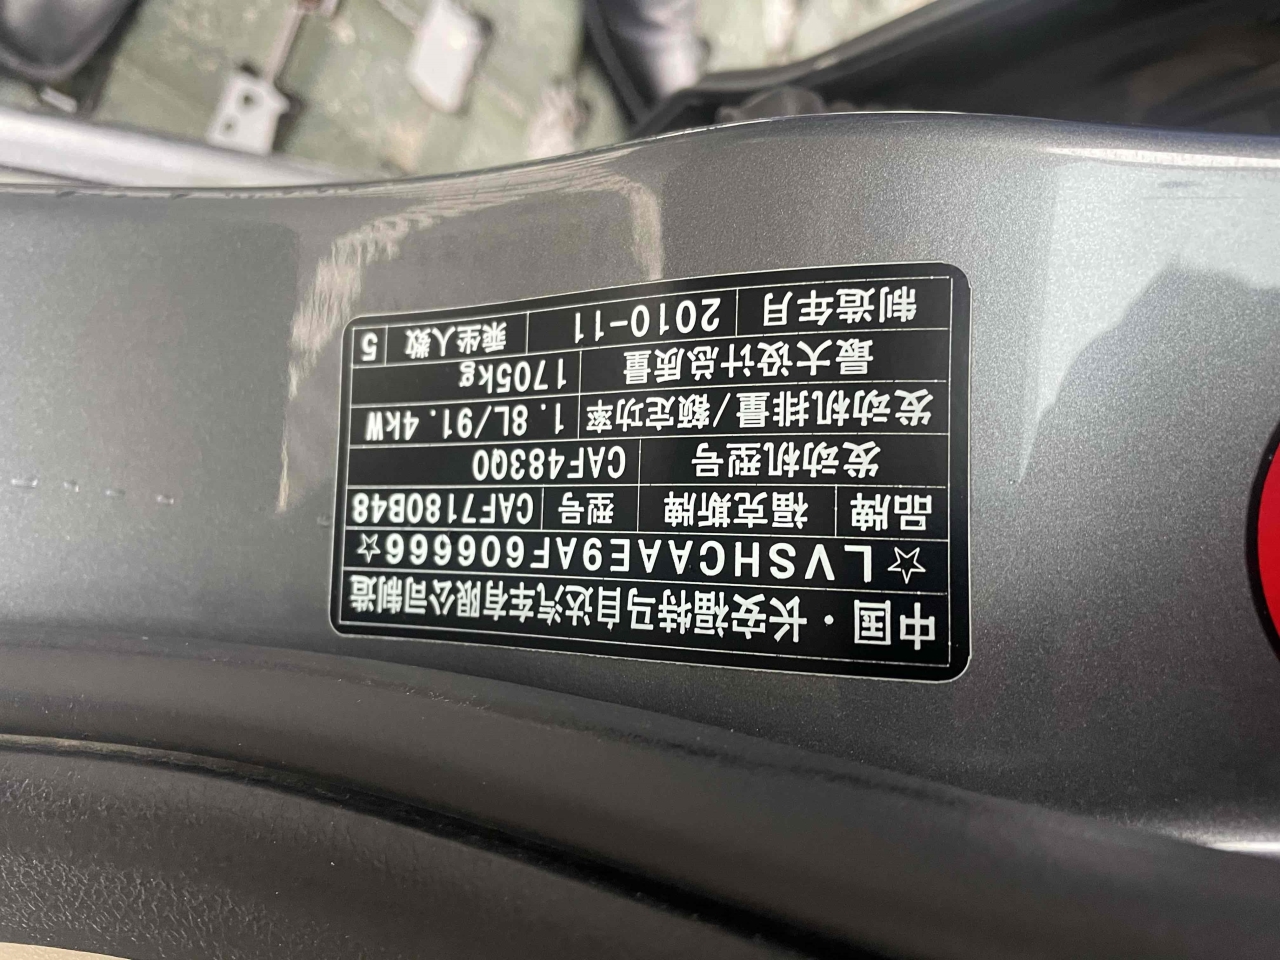 中国·长安福特马自达汽车有限公司制造
☆LVSHCAAE9AF606666☆
品牌 福克斯牌 型号 CAF7180B48
发动机型号 CAF483Q0
发动机排量/额定功率 1.8L/91.4kW
最大设计总质量 1705kg
制造年月 2010-11 乘坐人数 5